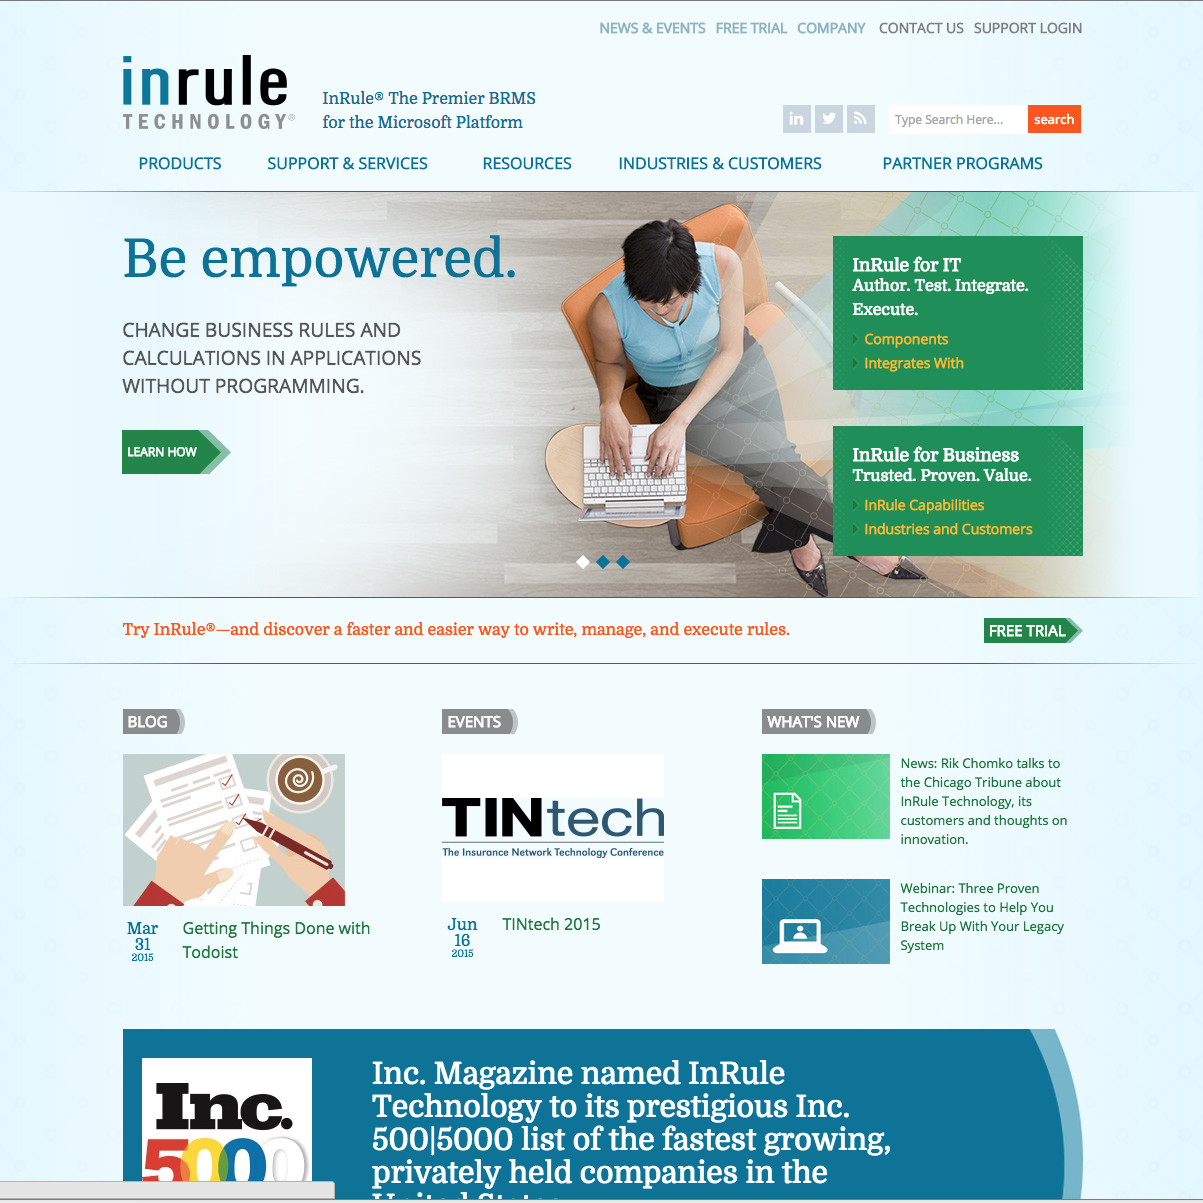 NEWS & EVENTS FREE TRIAL COMPANY CONTACT US SUPPORT LOGIN
inrule
TECHNOLOGY®
InRule® The Premier BRMS
for the Microsoft Platform
in
Type Search Here...
search
PRODUCTS SUPPORT & SERVICES RESOURCES INDUSTRIES & CUSTOMERS PARTNER PROGRAMS
Be empowered.
CHANGE BUSINESS RULES AND
CALCULATIONS IN APPLICATIONS
WITHOUT PROGRAMMING.
LEARN HOW
InRule for IT
Author. Test. Integrate.
Execute.
Components
Integrates With
InRule for Business
Trusted. Proven. Value.
InRule Capabilities
Industries and Customers
Try InRule®—and discover a faster and easier way to write, manage, and execute rules.
FREE TRIAL
BLOG
Mar
31
2015
Getting Things Done with
Todoist
EVENTS
TINtech
The Insurance Network Technology Conference
Jun
16
2015
TINtech 2015
WHAT'S NEW
News: Rik Chomko talks to
the Chicago Tribune about
InRule Technology, its
customers and thoughts on
innovation.
Webinar: Three Proven
Technologies to Help You
Break Up With Your Legacy
System
Inc.
5000
Inc. Magazine named InRule
Technology to its prestigious Inc.
500|5000 list of the fastest growing,
privately held companies in the
United States